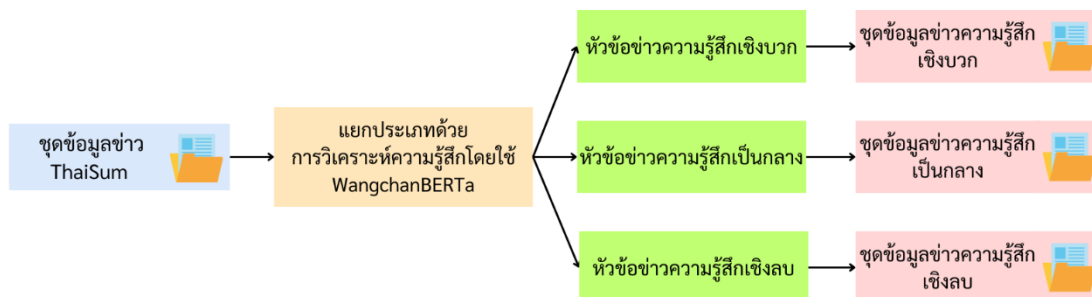 ชุดข้อมูลข่าว
ThaiSum
แยกประเภทด้วย
การวิเคราะห์ความรู้สึกโดยใช้
WangchanBERTa
หัวข้อข่าวความรู้สึกเชิงบวก
ชุดข้อมูลข่าวความรู้สึก
เชิงบวก
หัวข้อข่าวความรู้สึกเป็นกลาง
ชุดข้อมูลข่าวความรู้สึก
เป็นกลาง
หัวข้อข่าวความรู้สึกเชิงลบ
ชุดข้อมูลข่าวความรู้สึก
เชิงลบ